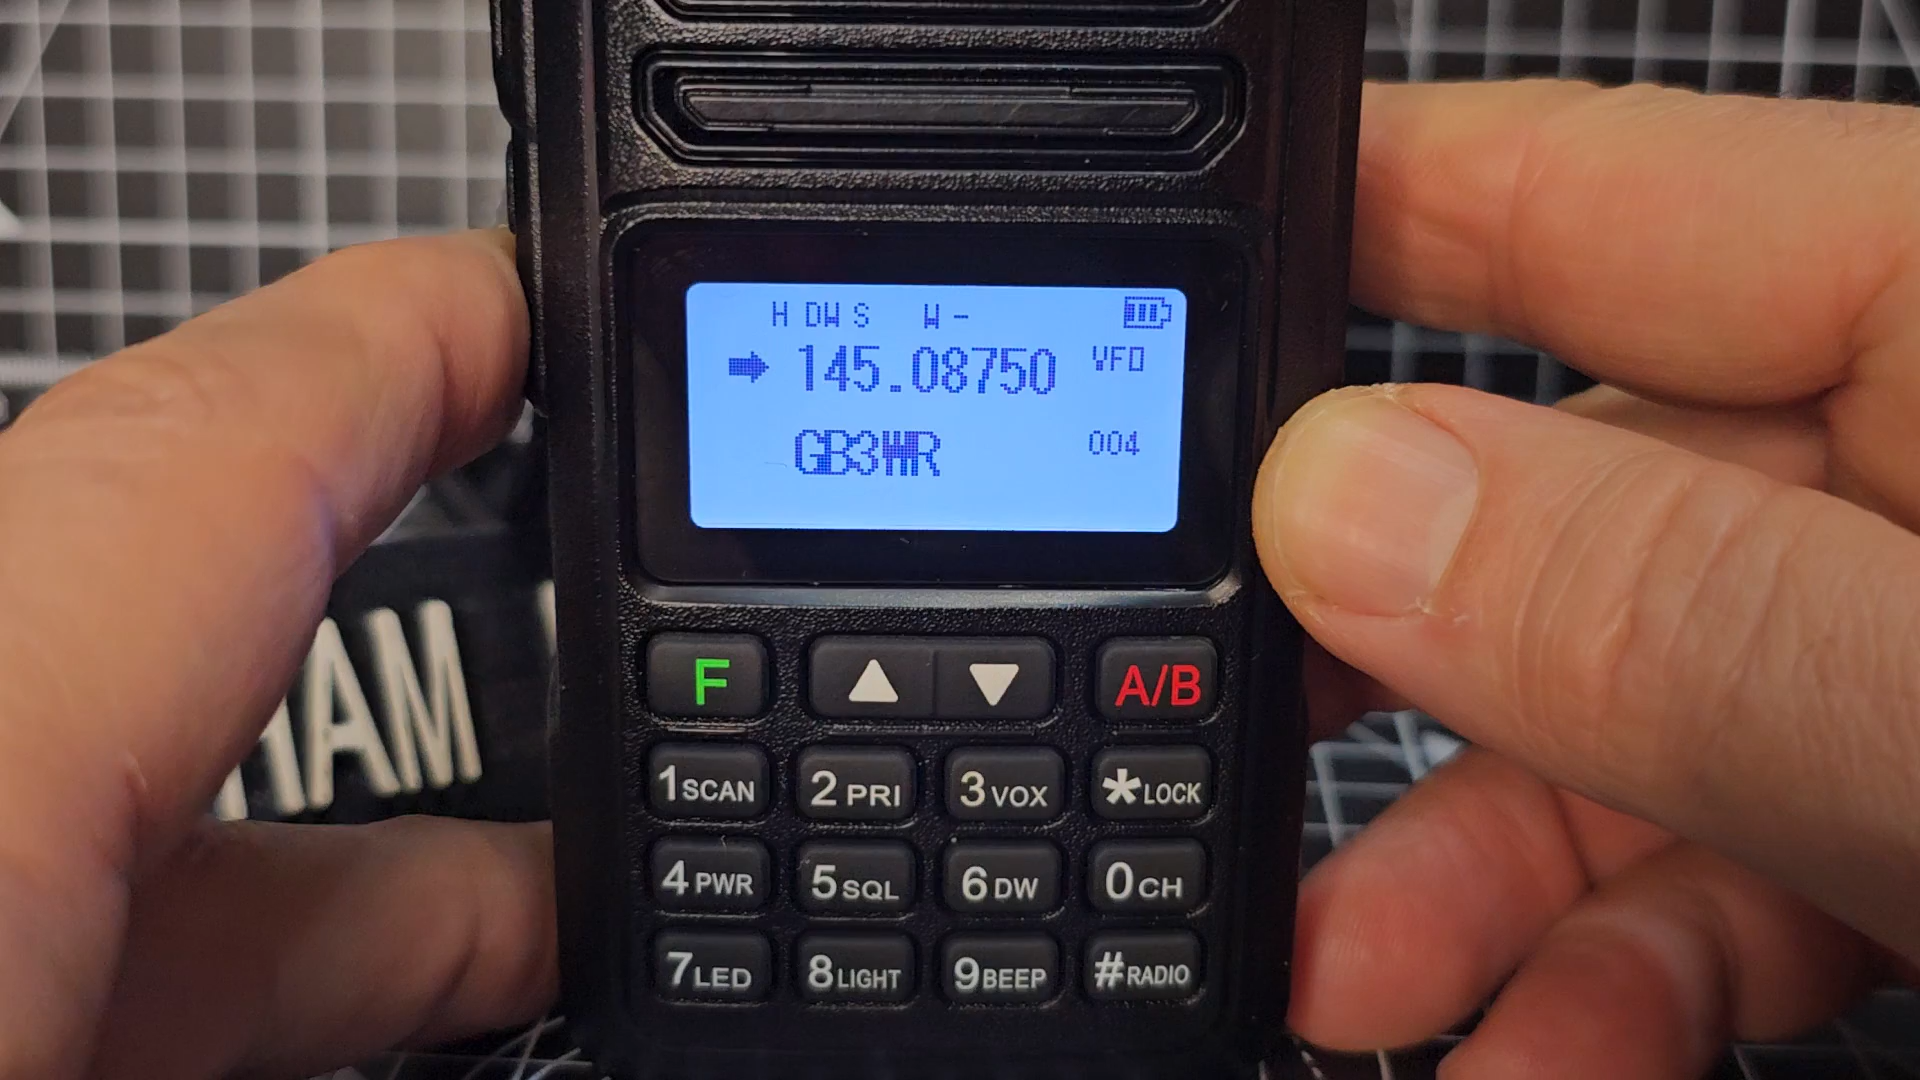 H DW S W -
145.08750 VFO
GB3WR 004
F A/B
1SCAN 2PRI 3VOX *LOCK
4PWR 5SQL 6DW 0CH
7LED 8LIGHT 9BEEP #RADIO
HAM